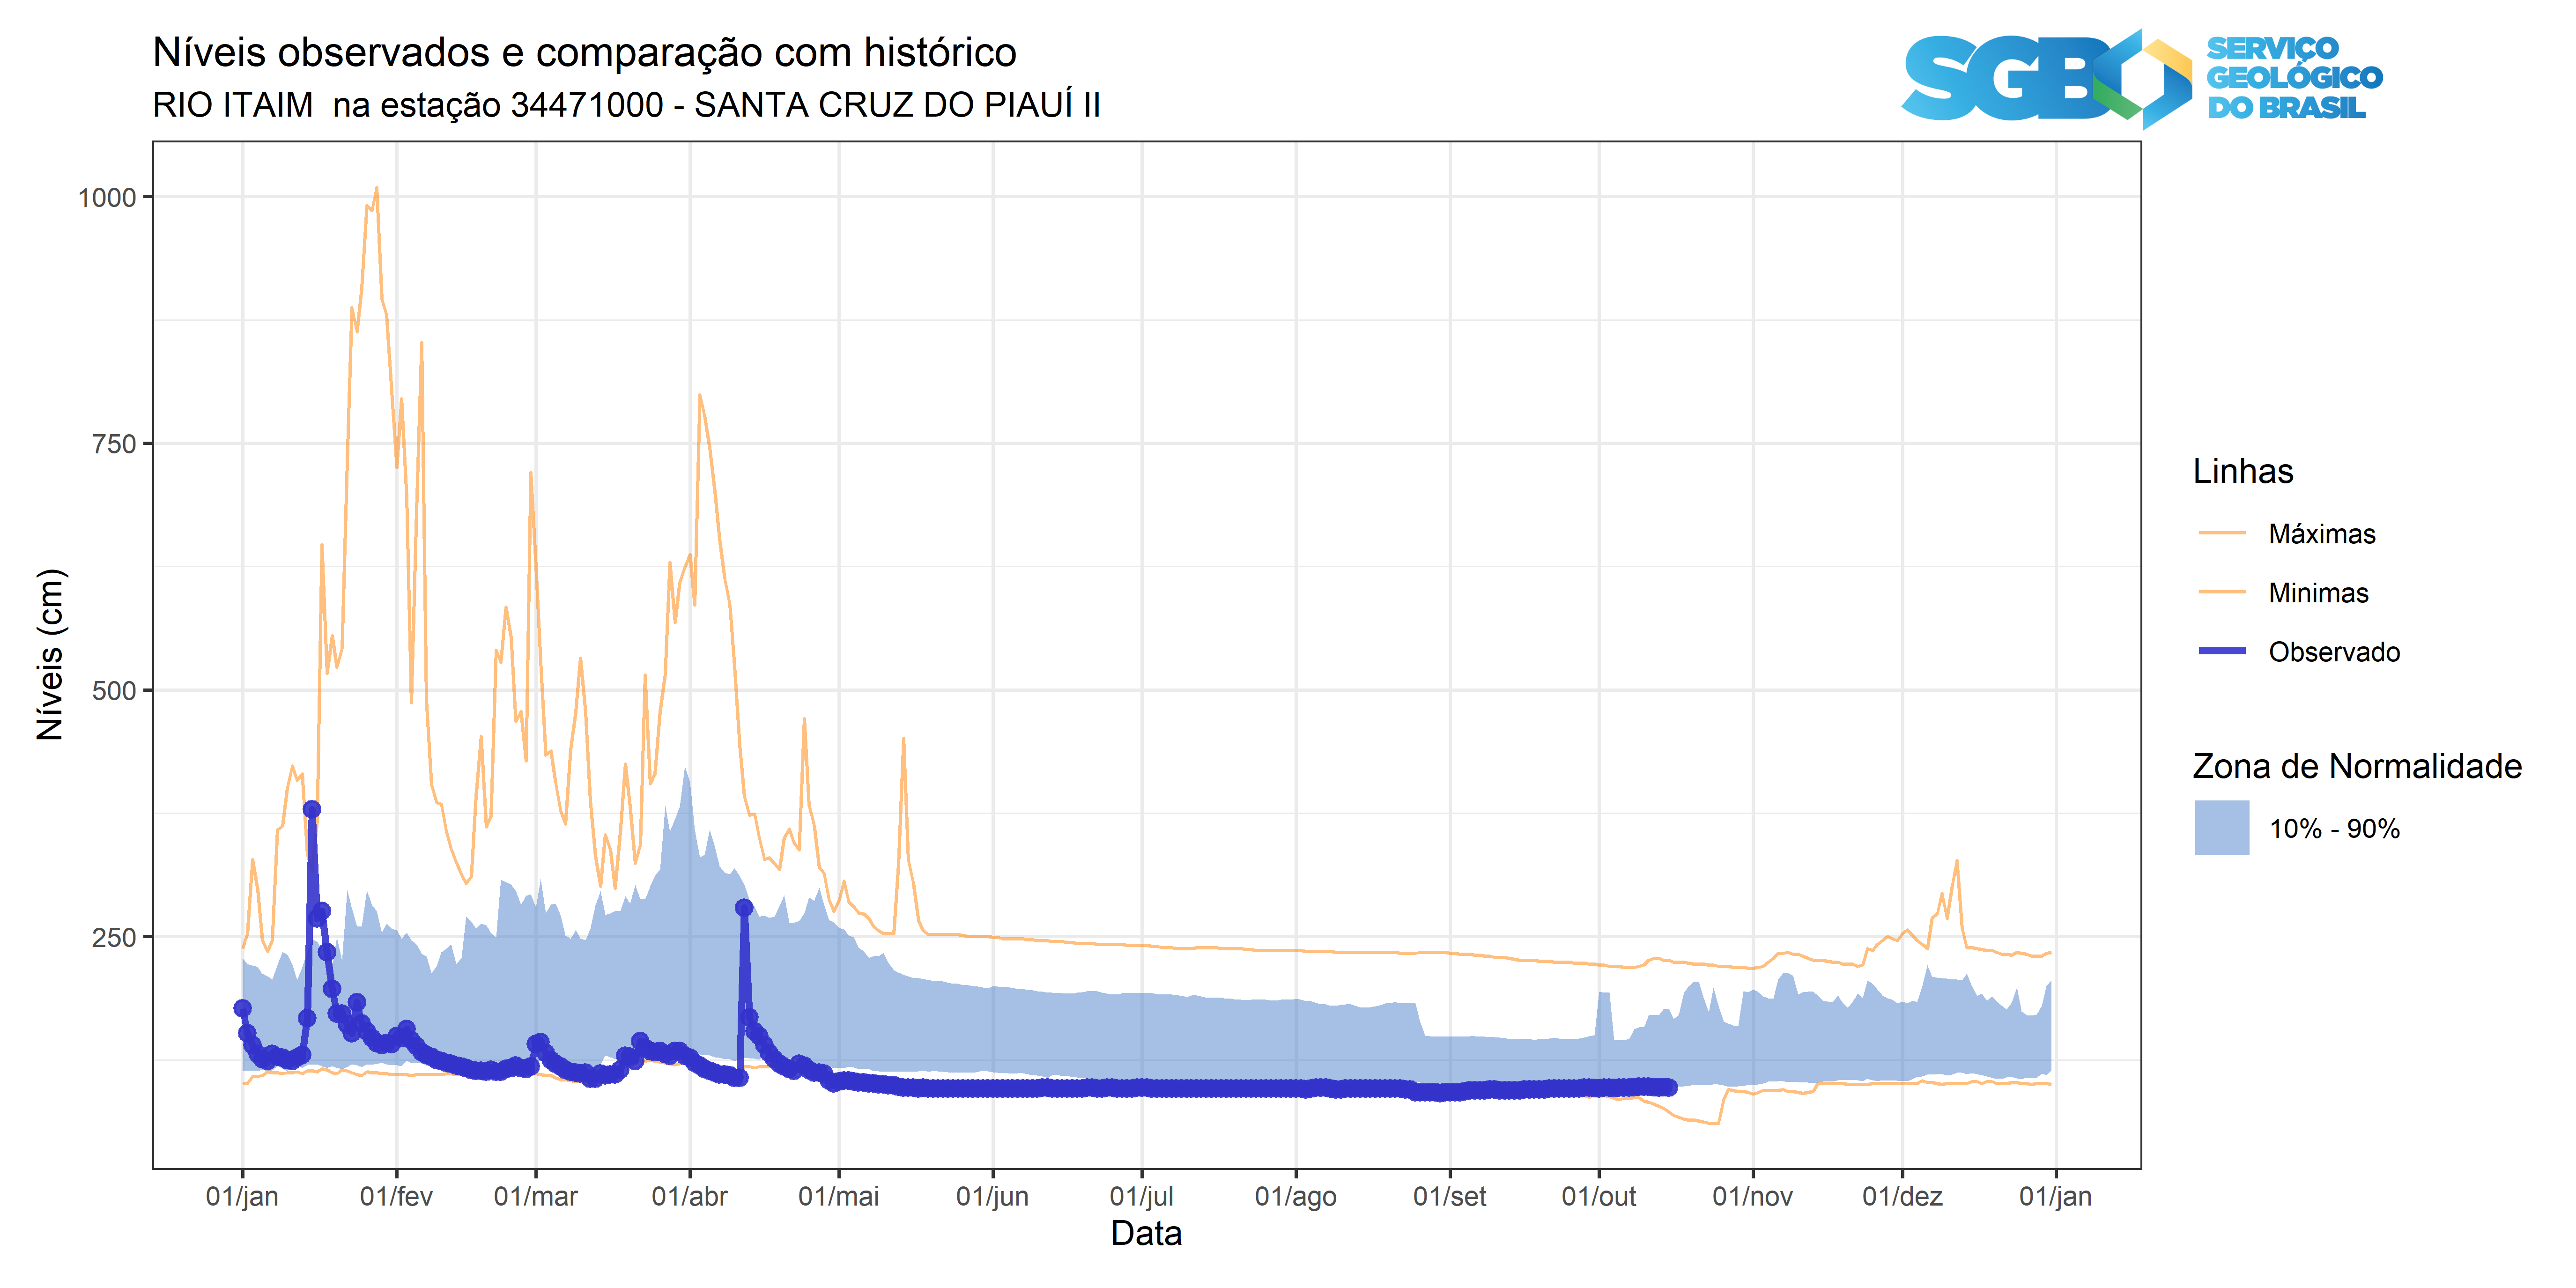 Níveis observados e comparação com histórico
RIO ITAIM  na estação 34471000 - SANTA CRUZ DO PIAUÍ II
SGB
SERVIÇO
GEOLÓGICO
DO BRASIL
Níveis (cm)
1000
750
500
250
01/jan
01/fev
01/mar
01/abr
01/mai
01/jun
01/jul
01/ago
01/set
01/out
01/nov
01/dez
01/jan
Data
Linhas
Máximas
Minimas
Observado
Zona de Normalidade
10% - 90%